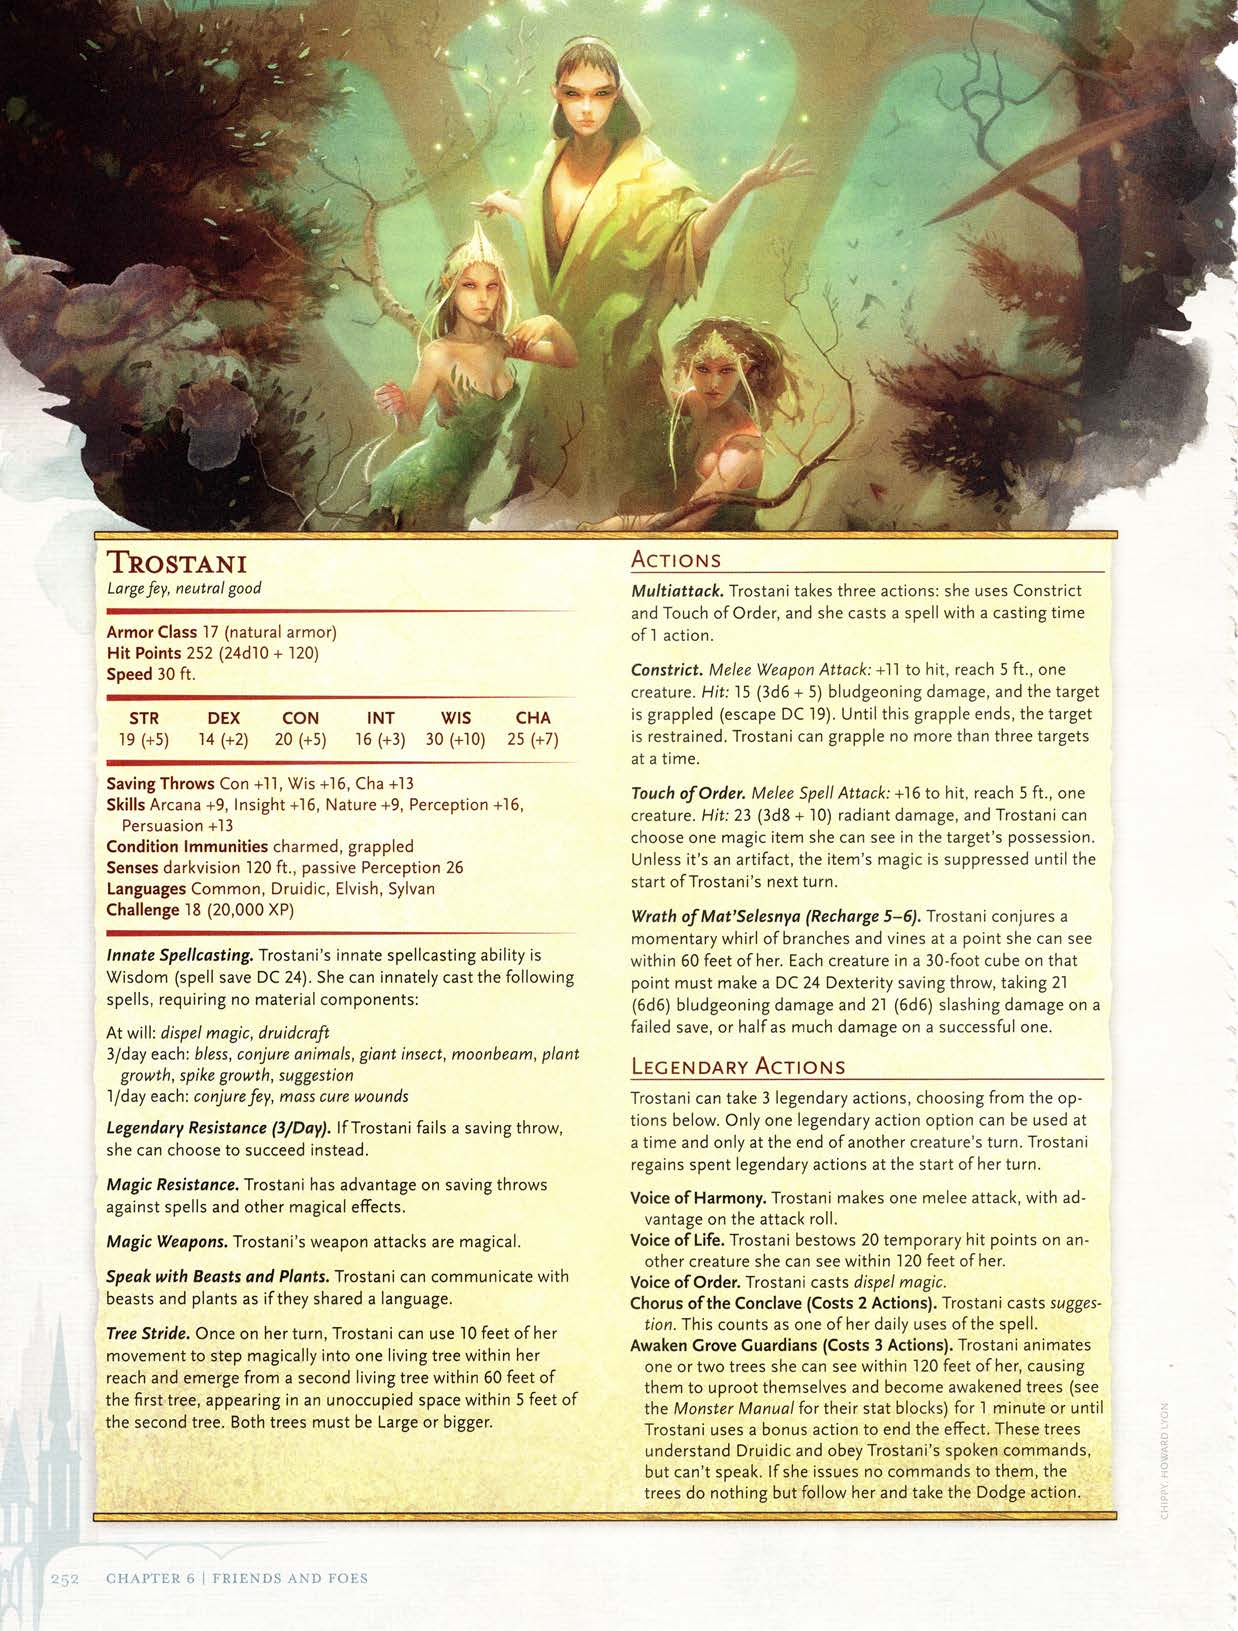 TROSTANI
Large fey, neutral good
Armor Class 17 (natural armor)
Hit Points 252 (24d10 + 120)
Speed 30 ft.
STR DEX CON INT WIS CHA
19 (+5) 14 (+2) 20 (+5) 16 (+3) 30 (+10) 25 (+7)
Saving Throws Con +11, Wis +16, Cha +13
Skills Arcana +9, Insight +16, Nature +9, Perception +16,
Persuasion +13
Condition Immunities charmed, grappled
Senses darkvision 120 ft., passive Perception 26
Languages Common, Druidic, Elvish, Sylvan
Challenge 18 (20,000 XP)
Innate Spellcasting. Trostani's innate spellcasting ability is
Wisdom (spell save DC 24). She can innately cast the following
spells, requiring no material components:
At will: dispel magic, druidcraft
3/day each: bless, conjure animals, giant insect, moonbeam, plant
growth, spike growth, suggestion
1/day each: conjure fey, mass cure wounds
Legendary Resistance (3/Day). If Trostani fails a saving throw,
she can choose to succeed instead.
Magic Resistance. Trostani has advantage on saving throws
against spells and other magical effects.
Magic Weapons. Trostani's weapon attacks are magical.
Speak with Beasts and Plants. Trostani can communicate with
beasts and plants as if they shared a language.
Tree Stride. Once on her turn, Trostani can use 10 feet of her
movement to step magically into one living tree within her
reach and emerge from a second living tree within 60 feet of
the first tree, appearing in an unoccupied space within 5 feet of
the second tree. Both trees must be Large or bigger.
ACTIONS
Multiattack. Trostani takes three actions: she uses Constrict
and Touch of Order, and she casts a spell with a casting time
of 1 action.
Constrict. Melee Weapon Attack: +11 to hit, reach 5 ft., one
creature. Hit: 15 (3d6 + 5) bludgeoning damage, and the target
is grappled (escape DC 19). Until this grapple ends, the target
is restrained. Trostani can grapple no more than three targets
at a time.
Touch of Order. Melee Spell Attack: +16 to hit, reach 5 ft., one
creature. Hit: 23 (3d8 + 10) radiant damage, and Trostani can
choose one magic item she can see in the target's possession.
Unless it's an artifact, the item's magic is suppressed until the
start of Trostani's next turn.
Wrath of Mat'Selesnya (Recharge 5–6). Trostani conjures a
momentary whirl of branches and vines at a point she can see
within 60 feet of her. Each creature in a 30-foot cube on that
point must make a DC 24 Dexterity saving throw, taking 21
(6d6) bludgeoning damage and 21 (6d6) slashing damage on a
failed save, or half as much damage on a successful one.
LEGENDARY ACTIONS
Trostani can take 3 legendary actions, choosing from the op-
tions below. Only one legendary action option can be used at
a time and only at the end of another creature's turn. Trostani
regains spent legendary actions at the start of her turn.
Voice of Harmony. Trostani makes one melee attack, with ad-
vantage on the attack roll.
Voice of Life. Trostani bestows 20 temporary hit points on an-
other creature she can see within 120 feet of her.
Voice of Order. Trostani casts dispel magic.
Chorus of the Conclave (Costs 2 Actions). Trostani casts sugges-
tion. This counts as one of her daily uses of the spell.
Awaken Grove Guardians (Costs 3 Actions). Trostani animates
one or two trees she can see within 120 feet of her, causing
them to uproot themselves and become awakened trees (see
the Monster Manual for their stat blocks) for 1 minute or until
Trostani uses a bonus action to end the effect. These trees
understand Druidic and obey Trostani's spoken commands,
but can't speak. If she issues no commands to them, the
trees do nothing but follow her and take the Dodge action.
CHIPPY, HOWARD LYON
252 CHAPTER 6 | FRIENDS AND FOES